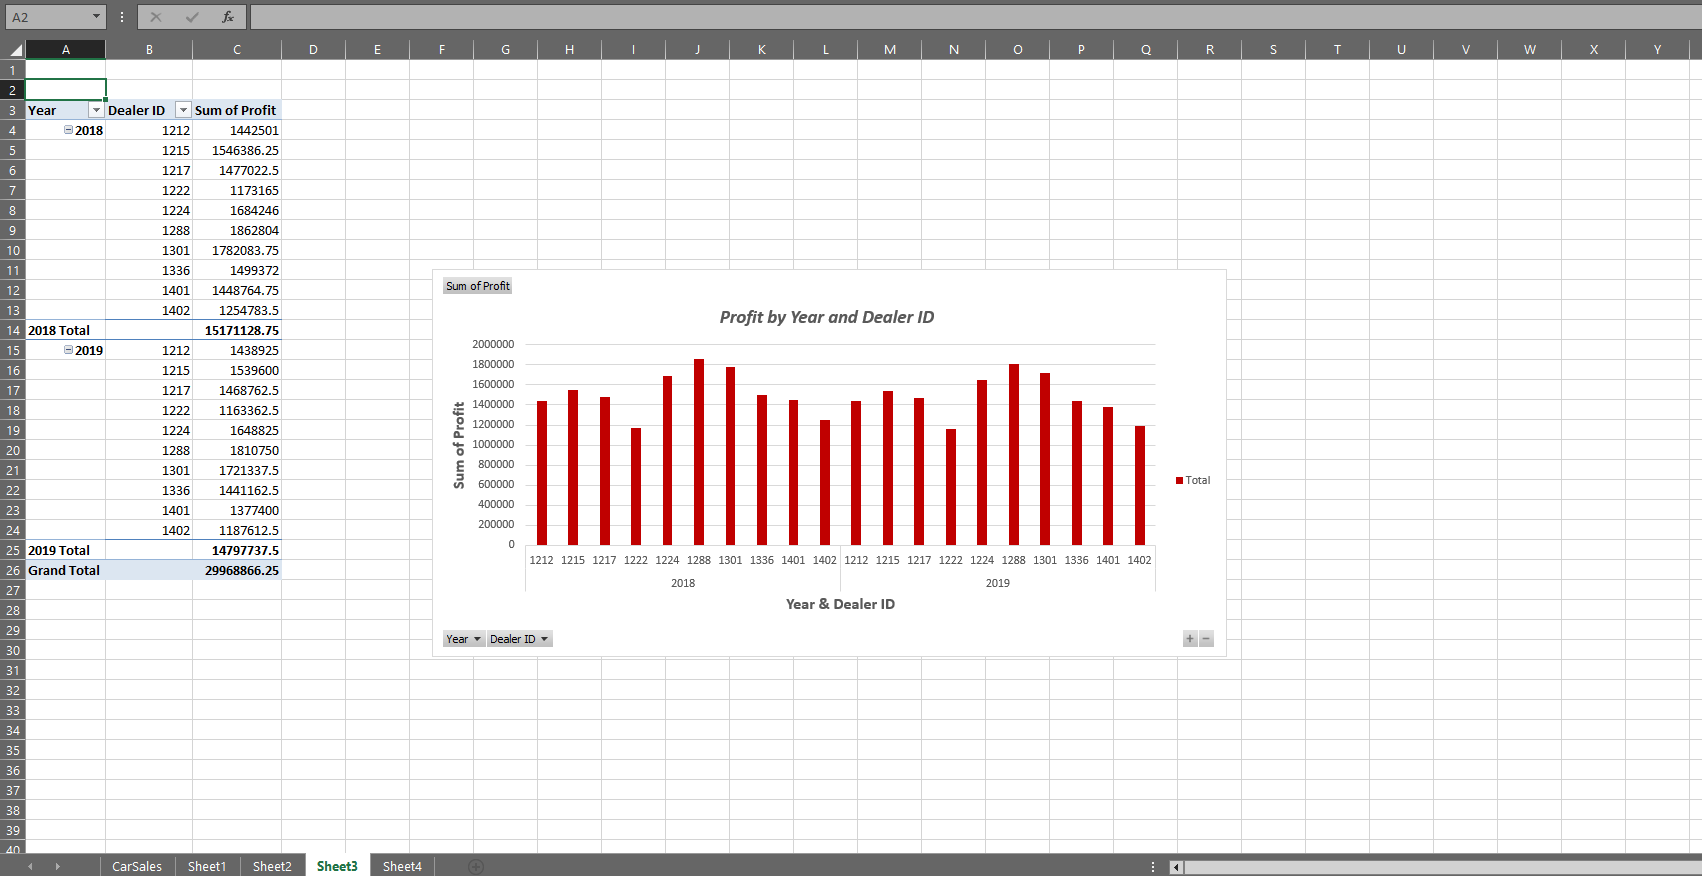 A2
fx
A B C D E F G H I J K L M N O P Q R S T U V W X Y
1
2
3 Year Dealer ID Sum of Profit
4 2018 1212 1442501
5 1215 1546386.25
6 1217 1477022.5
7 1222 1173165
8 1224 1684246
9 1288 1862804
10 1301 1782083.75
11 1336 1499372
12 1401 1448764.75
13 1402 1254783.5
14 2018 Total 15171128.75
15 2019 1212 1438925
16 1215 1539600
17 1217 1468762.5
18 1222 1163362.5
19 1224 1648825
20 1288 1810750
21 1301 1721337.5
22 1336 1441162.5
23 1401 1377400
24 1402 1187612.5
25 2019 Total 14797737.5
26 Grand Total 29968866.25
27
28
29
30
31
32
33
34
35
36
37
38
39
40
Sum of Profit
Profit by Year and Dealer ID
2000000
1800000
1600000
1400000
1200000
1000000
800000
600000
400000
200000
0
Sum of Profit
Total
1212 1215 1217 1222 1224 1288 1301 1336 1401 1402 1212 1215 1217 1222 1224 1288 1301 1336 1401 1402
2018 2019
Year & Dealer ID
Year Dealer ID + −
CarSales Sheet1 Sheet2 Sheet3 Sheet4